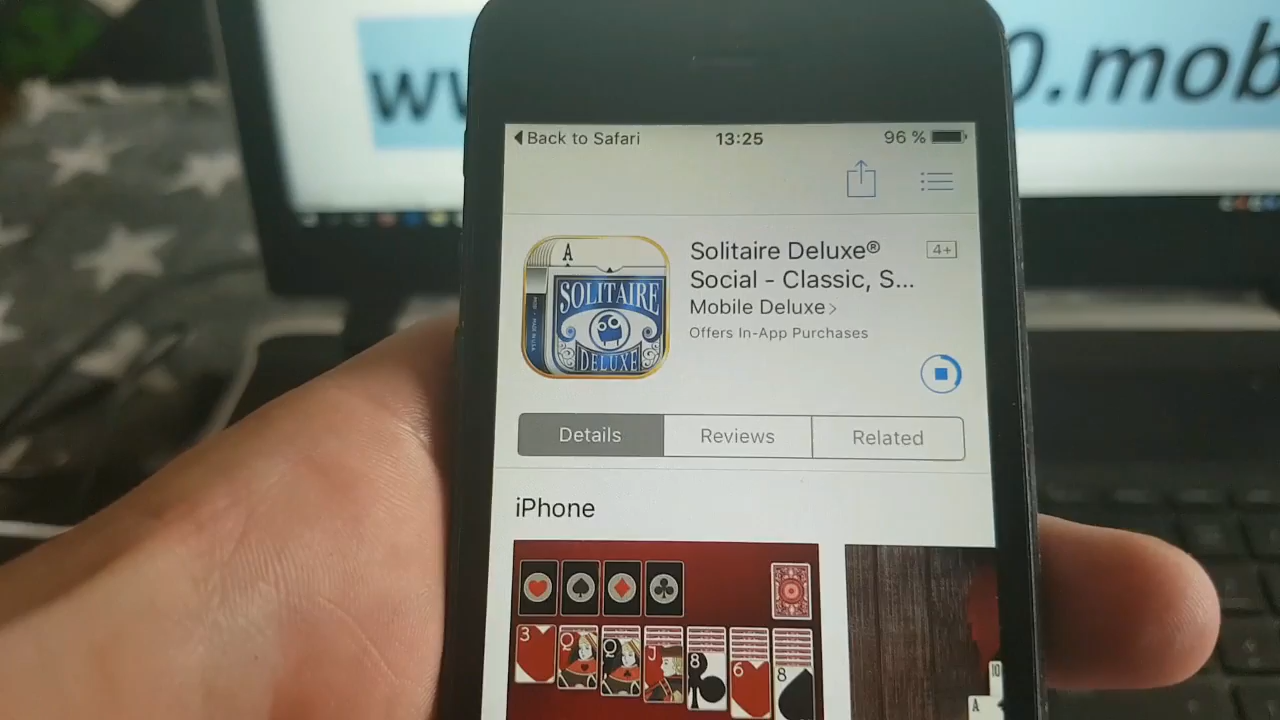 0.mob
Back to Safari
13:25
96 %
A
SOLITAIRE
DELUXE
Solitaire Deluxe®
Social - Classic, S...
4+
Mobile Deluxe
Offers In-App Purchases
Details
Reviews
Related
iPhone
3 Q Q J 8 6 8
10
A